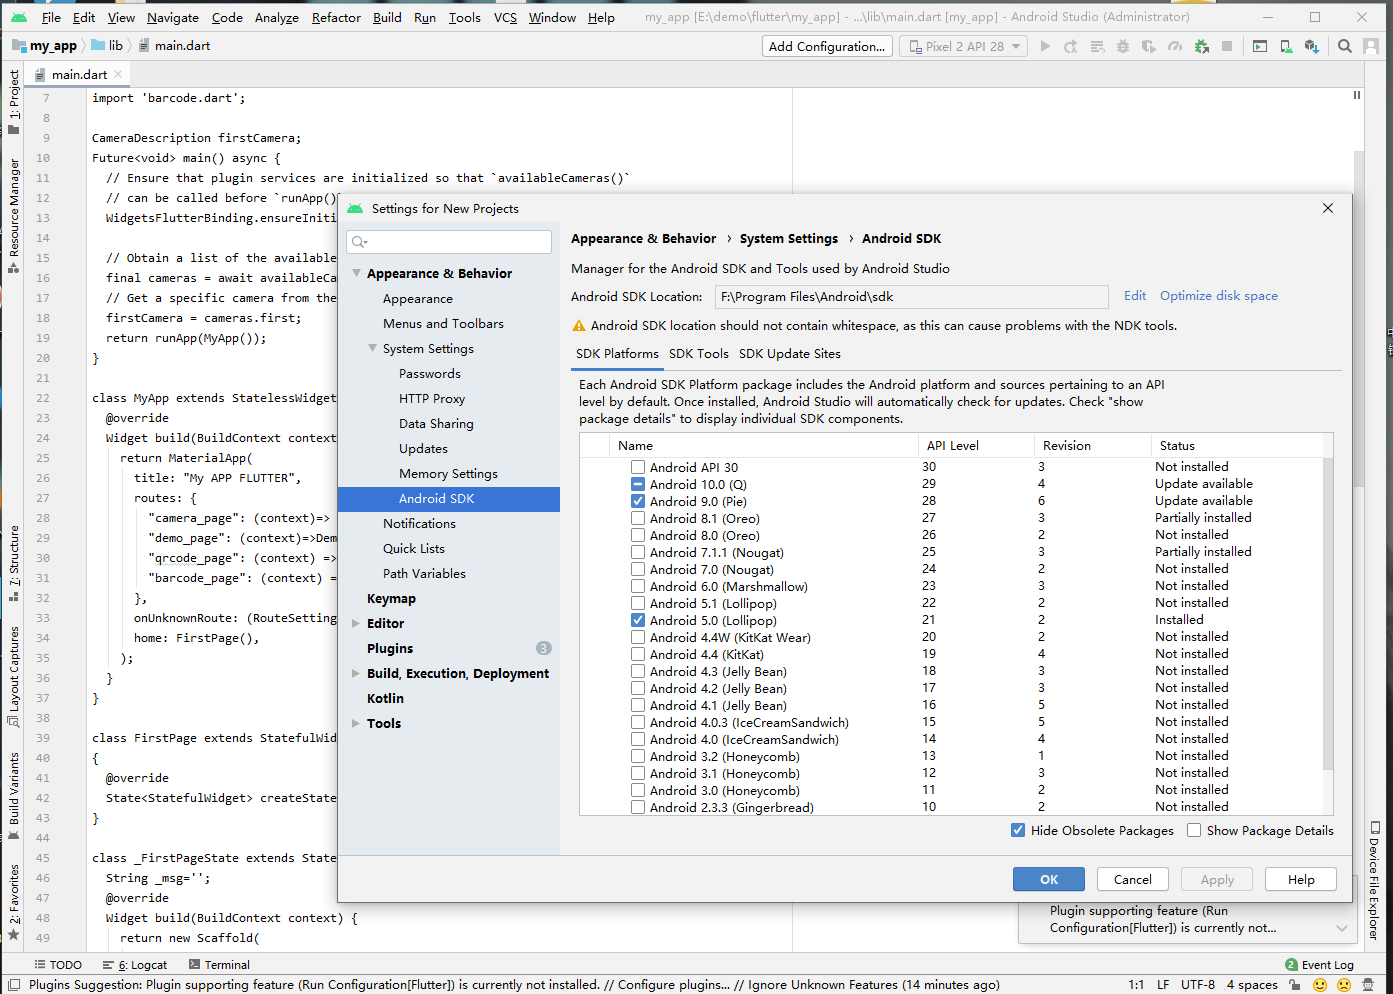 File Edit View Navigate Code Analyze Refactor Build Run Tools VCS Window Help my_app [E:\demo\flutter\my_app] - ...\lib\main.dart [my_app] - Android Studio (Administrator)
my_app lib main.dart Add Configuration... Pixel 2 API 28
main.dart
1: Project
Resource Manager
7: Structure
Layout Captures
Build Variants
2: Favorites
7 import 'barcode.dart';
8
9 CameraDescription firstCamera;
10 Future<void> main() async {
11 // Ensure that plugin services are initialized so that `availableCameras()`
12 // can be called before `runApp()`
13 WidgetsFlutterBinding.ensureIniti
14
15 // Obtain a list of the available
16 final cameras = await availableCa
17 // Get a specific camera from the
18 firstCamera = cameras.first;
19 return runApp(MyApp());
20 }
21
22 class MyApp extends StatelessWidget
23 @override
24 Widget build(BuildContext context
25 return MaterialApp(
26 title: "My APP FLUTTER",
27 routes: {
28 "camera_page": (context)=>
29 "demo_page": (context)=>Dem
30 "qrcode_page": (context) =>
31 "barcode_page": (context) =
32 },
33 onUnknownRoute: (RouteSetting
34 home: FirstPage(),
35 );
36 }
37 }
38
39 class FirstPage extends StatefulWid
40 {
41 @override
42 State<StatefulWidget> createState
43 }
44
45 class _FirstPageState extends State
46 String _msg='';
47 @override
48 Widget build(BuildContext context) {
49 return new Scaffold(
Settings for New Projects
Appearance & Behavior
Appearance
Menus and Toolbars
System Settings
Passwords
HTTP Proxy
Data Sharing
Updates
Memory Settings
Android SDK
Notifications
Quick Lists
Path Variables
Keymap
Editor
Plugins 3
Build, Execution, Deployment
Kotlin
Tools
Appearance & Behavior › System Settings › Android SDK
Manager for the Android SDK and Tools used by Android Studio
Android SDK Location: F:\Program Files\Android\sdk Edit Optimize disk space
Android SDK location should not contain whitespace, as this can cause problems with the NDK tools.
SDK Platforms SDK Tools SDK Update Sites
Each Android SDK Platform package includes the Android platform and sources pertaining to an API
level by default. Once installed, Android Studio will automatically check for updates. Check "show
package details" to display individual SDK components.
Name API Level Revision Status
Android API 30 30 3 Not installed
Android 10.0 (Q) 29 4 Update available
Android 9.0 (Pie) 28 6 Update available
Android 8.1 (Oreo) 27 3 Partially installed
Android 8.0 (Oreo) 26 2 Not installed
Android 7.1.1 (Nougat) 25 3 Partially installed
Android 7.0 (Nougat) 24 2 Not installed
Android 6.0 (Marshmallow) 23 3 Not installed
Android 5.1 (Lollipop) 22 2 Not installed
Android 5.0 (Lollipop) 21 2 Installed
Android 4.4W (KitKat Wear) 20 2 Not installed
Android 4.4 (KitKat) 19 4 Not installed
Android 4.3 (Jelly Bean) 18 3 Not installed
Android 4.2 (Jelly Bean) 17 3 Not installed
Android 4.1 (Jelly Bean) 16 5 Not installed
Android 4.0.3 (IceCreamSandwich) 15 5 Not installed
Android 4.0 (IceCreamSandwich) 14 4 Not installed
Android 3.2 (Honeycomb) 13 1 Not installed
Android 3.1 (Honeycomb) 12 3 Not installed
Android 3.0 (Honeycomb) 11 2 Not installed
Android 2.3.3 (Gingerbread) 10 2 Not installed
Hide Obsolete Packages Show Package Details
OK Cancel Apply Help
Plugin supporting feature (Run
Configuration[Flutter]) is currently not...
Device File Explorer
TODO 6: Logcat Terminal 2 Event Log
Plugins Suggestion: Plugin supporting feature (Run Configuration[Flutter]) is currently not installed. // Configure plugins... // Ignore Unknown Features (14 minutes ago) 1:1 LF UTF-8 4 spaces